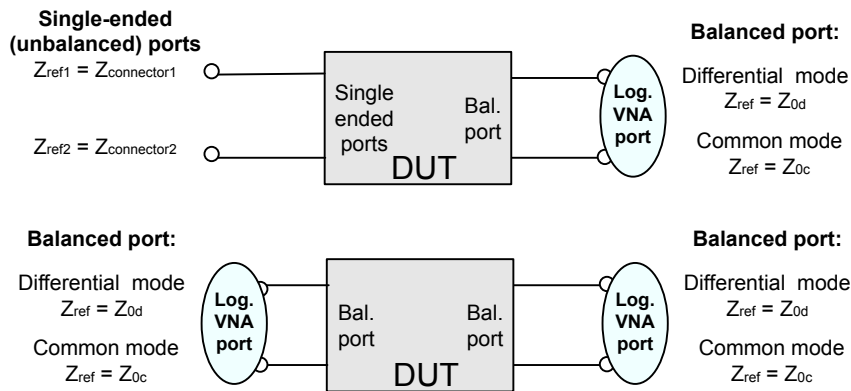 Single-ended
(unbalanced) ports
Zref1 = Zconnector1
Zref2 = Zconnector2
Single
ended
ports
Bal.
port
DUT
Log.
VNA
port
Balanced port:
Differential mode
Zref = Z0d
Common mode
Zref = Z0c
Balanced port:
Differential mode
Zref = Z0d
Common mode
Zref = Z0c
Log.
VNA
port
Bal.
port
Bal.
port
DUT
Log.
VNA
port
Balanced port:
Differential mode
Zref = Z0d
Common mode
Zref = Z0c